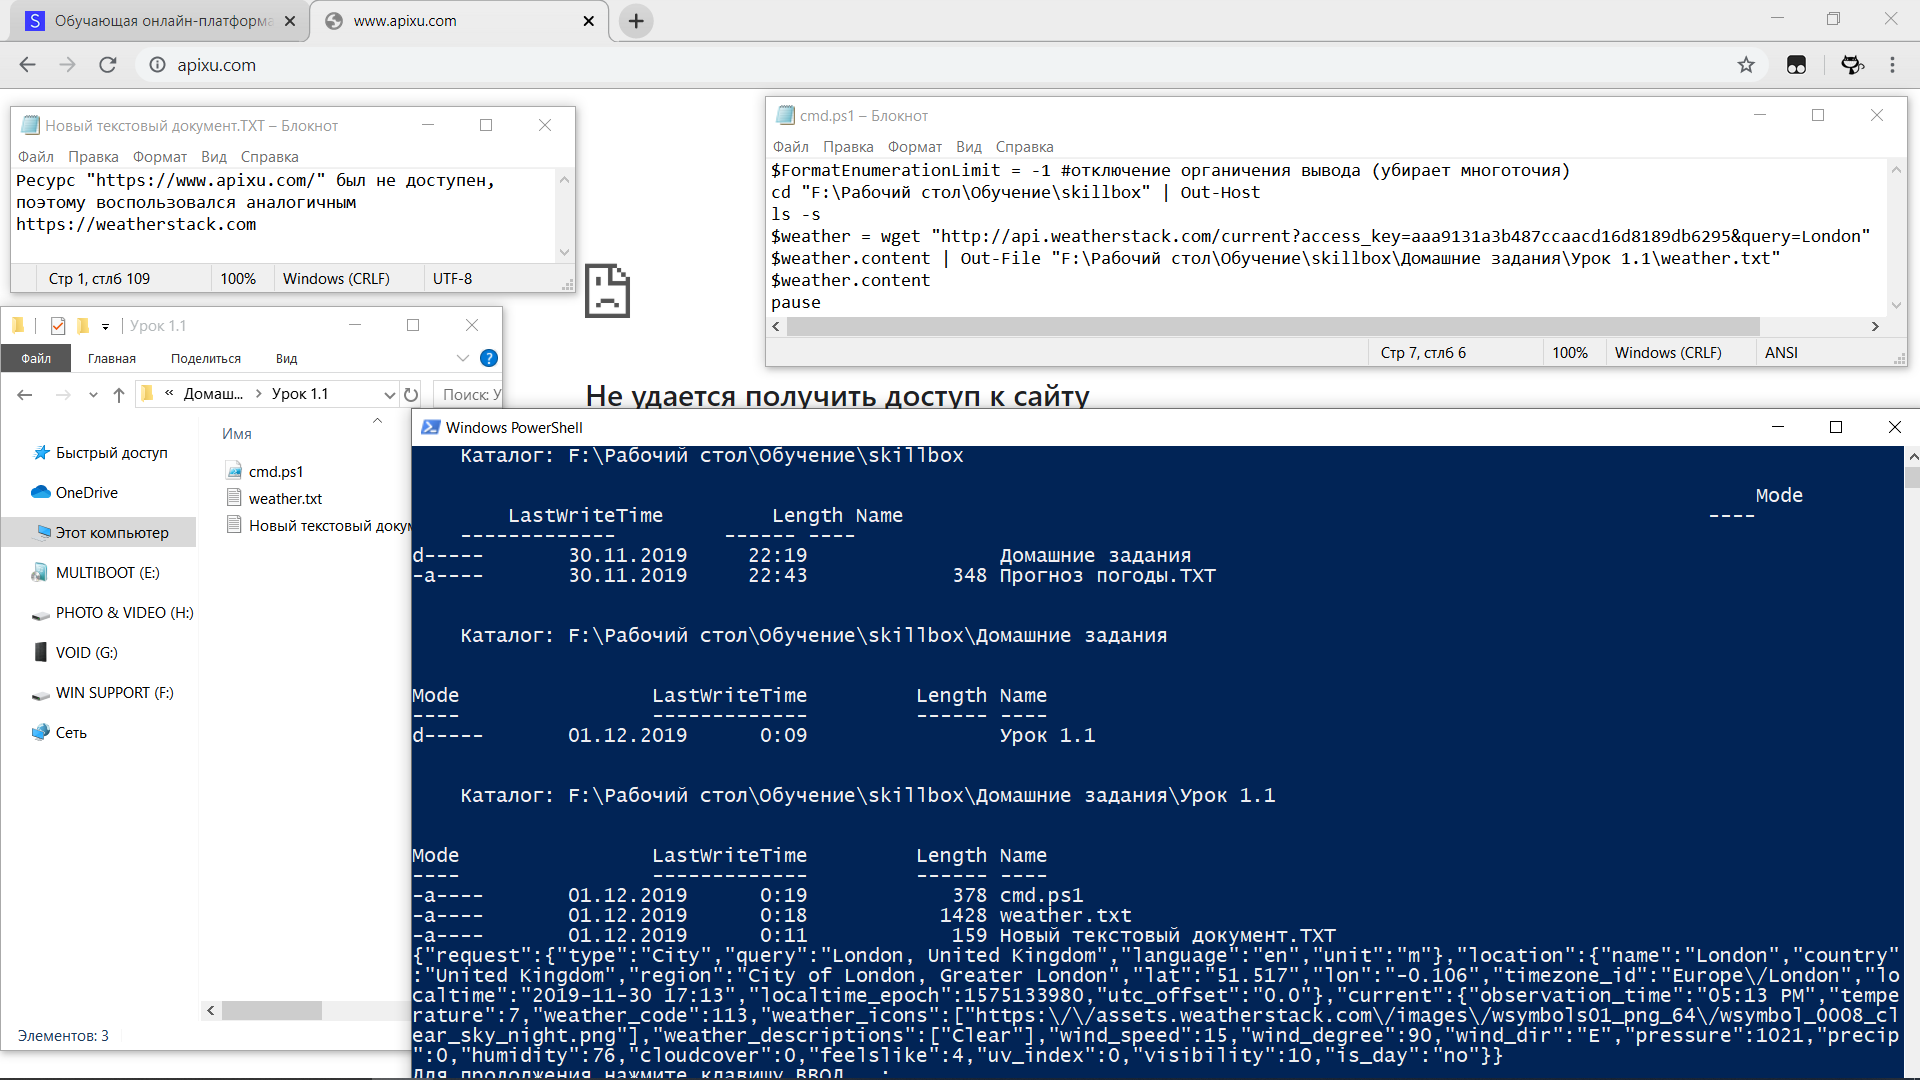 Обучающая онлайн-платформа
www.apixu.com
apixu.com
Новый текстовый документ.TXT – Блокнот
Файл Правка Формат Вид Справка
Ресурс "https://www.apixu.com/" был не доступен,
поэтому воспользовался аналогичным
https://weatherstack.com
Стр 1, стлб 109 100% Windows (CRLF) UTF-8
cmd.ps1 – Блокнот
Файл Правка Формат Вид Справка
$FormatEnumerationLimit = -1 #отключение органичения вывода (убирает многоточия)
cd "F:\Рабочий стол\Обучение\skillbox" | Out-Host
ls -s
$weather = wget "http://api.weatherstack.com/current?access_key=aaa9131a3b487ccaacd16d8189db6295&query=London"
$weather.content | Out-File "F:\Рабочий стол\Обучение\skillbox\Домашние задания\Урок 1.1\weather.txt"
$weather.content
pause
Стр 7, стлб 6 100% Windows (CRLF) ANSI
Не удается получить доступ к сайту
Урок 1.1
Файл Главная Поделиться Вид
« Домаш... > Урок 1.1 Поиск: У
Имя
Быстрый доступ
OneDrive
Этот компьютер
MULTIBOOT (E:)
PHOTO & VIDEO (H:)
VOID (G:)
WIN SUPPORT (F:)
Сеть
cmd.ps1
weather.txt
Новый текстовый докум
Элементов: 3
Windows PowerShell
Каталог: F:\Рабочий стол\Обучение\skillbox
Mode
LastWriteTime Length Name ----
------------- ------ ----
d----- 30.11.2019 22:19 Домашние задания
-a---- 30.11.2019 22:43 348 Прогноз погоды.TXT
Каталог: F:\Рабочий стол\Обучение\skillbox\Домашние задания
Mode LastWriteTime Length Name
---- ------------- ------ ----
d----- 01.12.2019 0:09 Урок 1.1
Каталог: F:\Рабочий стол\Обучение\skillbox\Домашние задания\Урок 1.1
Mode LastWriteTime Length Name
---- ------------- ------ ----
-a---- 01.12.2019 0:19 378 cmd.ps1
-a---- 01.12.2019 0:18 1428 weather.txt
-a---- 01.12.2019 0:11 159 Новый текстовый документ.TXT
{"request":{"type":"City","query":"London, United Kingdom","language":"en","unit":"m"},"location":{"name":"London","country"
:"United Kingdom","region":"City of London, Greater London","lat":"51.517","lon":"-0.106","timezone_id":"Europe\/London","lo
caltime":"2019-11-30 17:13","localtime_epoch":1575133980,"utc_offset":"0.0"},"current":{"observation_time":"05:13 PM","tempe
rature":7,"weather_code":113,"weather_icons":["https:\/\/assets.weatherstack.com\/images\/wsymbols01_png_64\/wsymbol_0008_cl
ear_sky_night.png"],"weather_descriptions":["Clear"],"wind_speed":15,"wind_degree":90,"wind_dir":"E","pressure":1021,"precip
":0,"humidity":76,"cloudcover":0,"feelslike":4,"uv_index":0,"visibility":10,"is_day":"no"}}
Для продолжения нажмите клавишу ВВОД...: